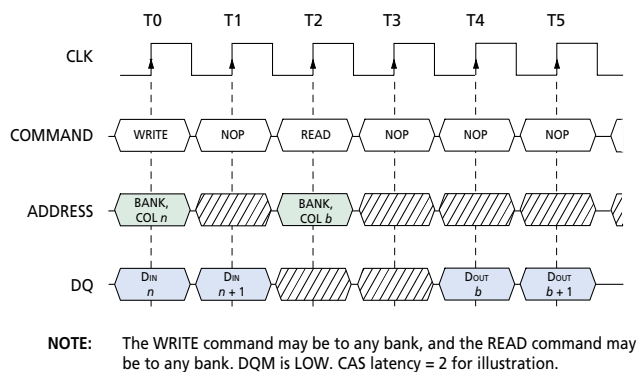 T0 T1 T2 T3 T4 T5
CLK
COMMAND WRITE NOP READ NOP NOP NOP
ADDRESS BANK, COL n BANK, COL b
DQ DIN n DIN n + 1 DOUT b DOUT b + 1
NOTE: The WRITE command may be to any bank, and the READ command may
be to any bank. DQM is LOW. CAS latency = 2 for illustration.